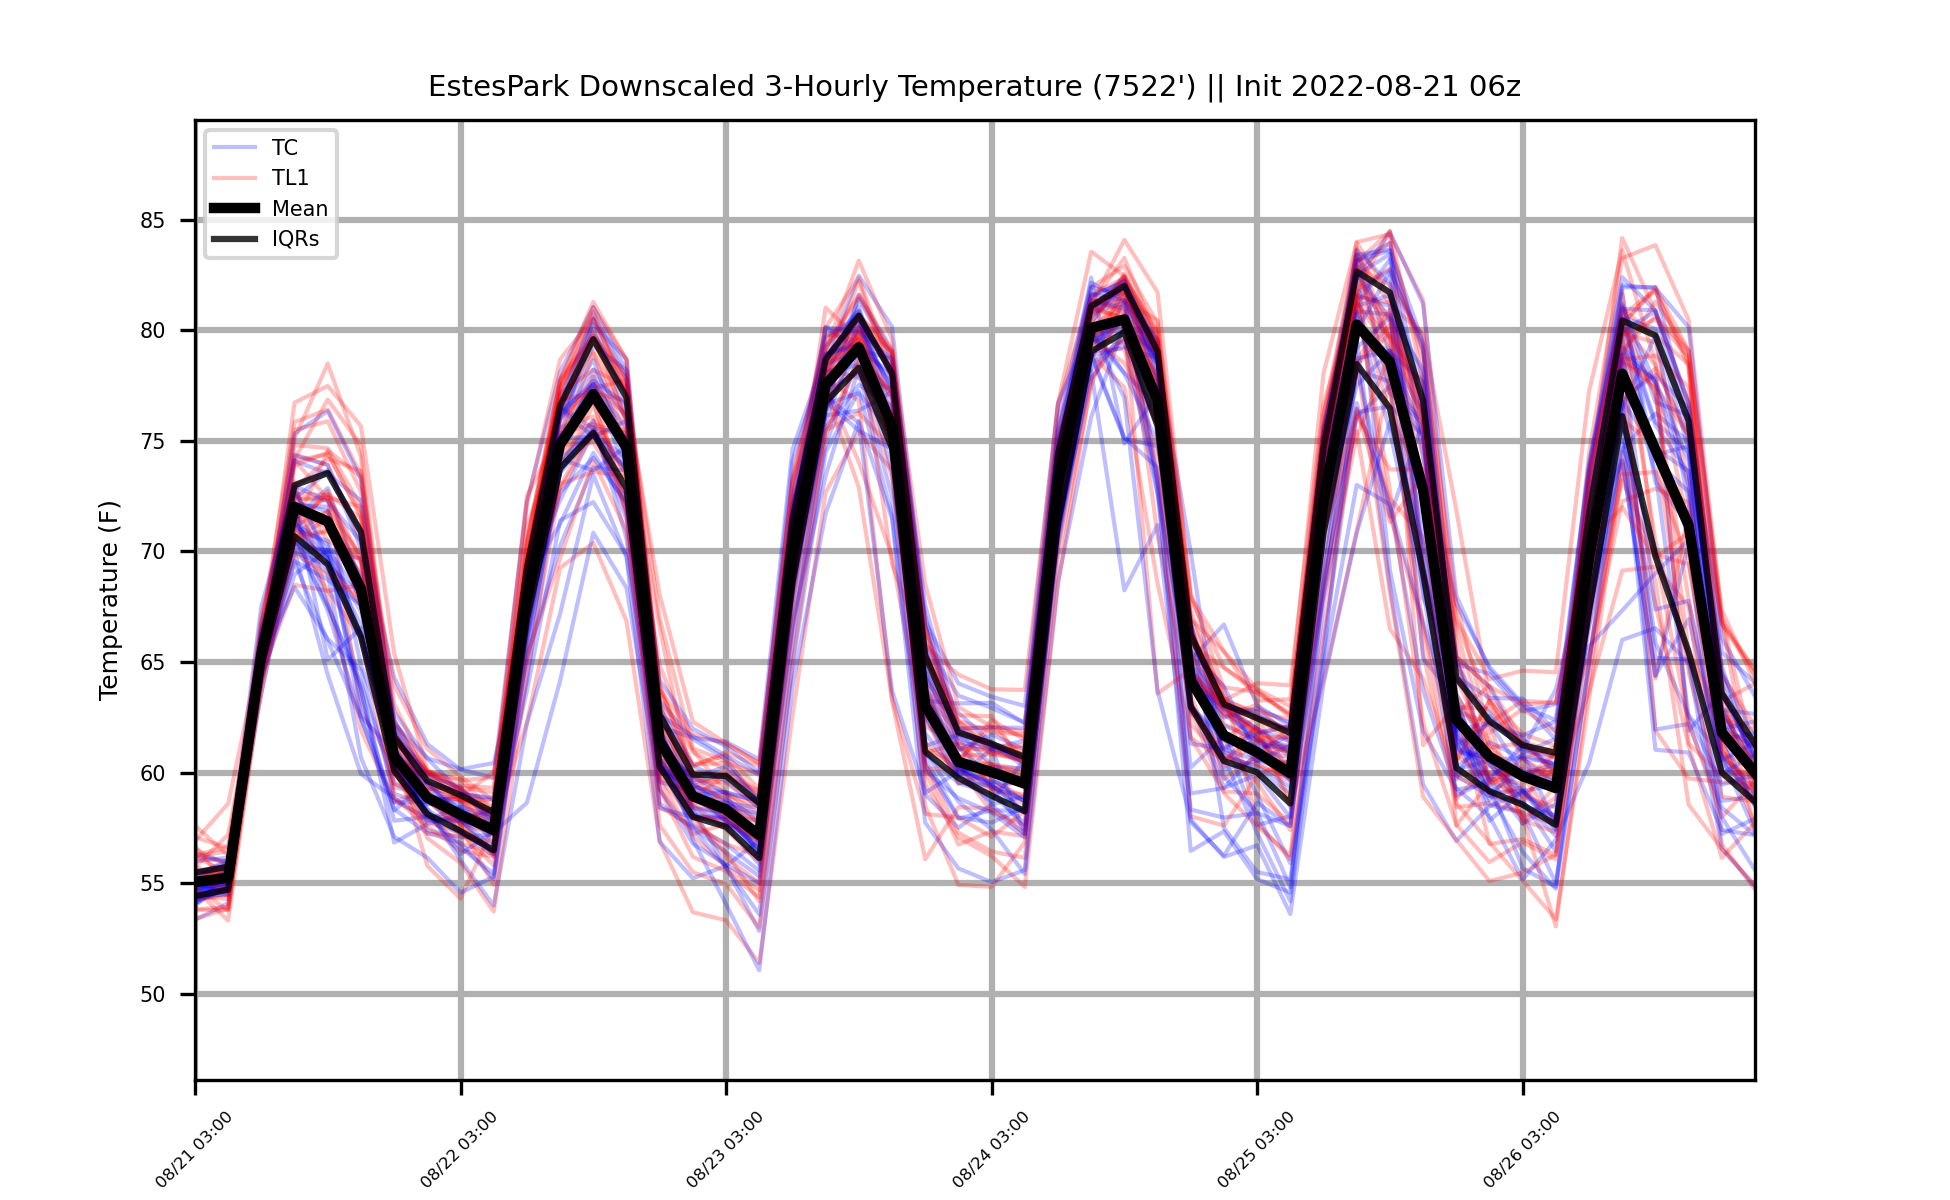 EstesPark Downscaled 3-Hourly Temperature (7522') || Init 2022-08-21 06z
TC
TL1
Mean
IQRs
Temperature (F)
85
80
75
70
65
60
55
50
08/21 03:00
08/22 03:00
08/23 03:00
08/24 03:00
08/25 03:00
08/26 03:00